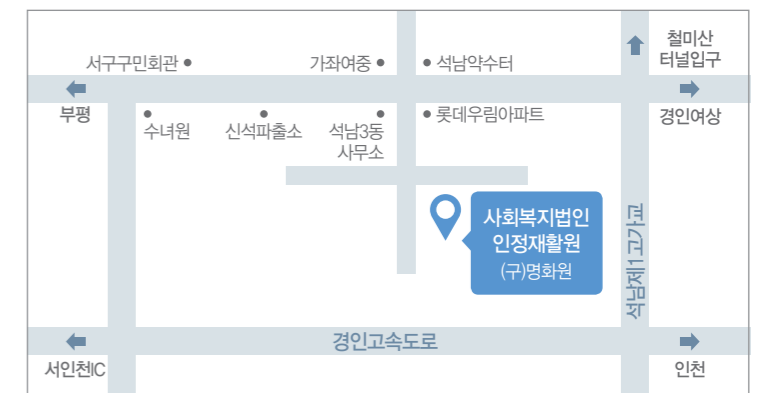 철미산
터널입구
서구구민회관
가좌여중
석남약수터
부평
경인여상
수녀원
신석파출소
석남3동
사무소
롯데우림아파트
사회복지법인
인정재활원
(구)명화원
석남제1고가교
경인고속도로
서인천IC
인천